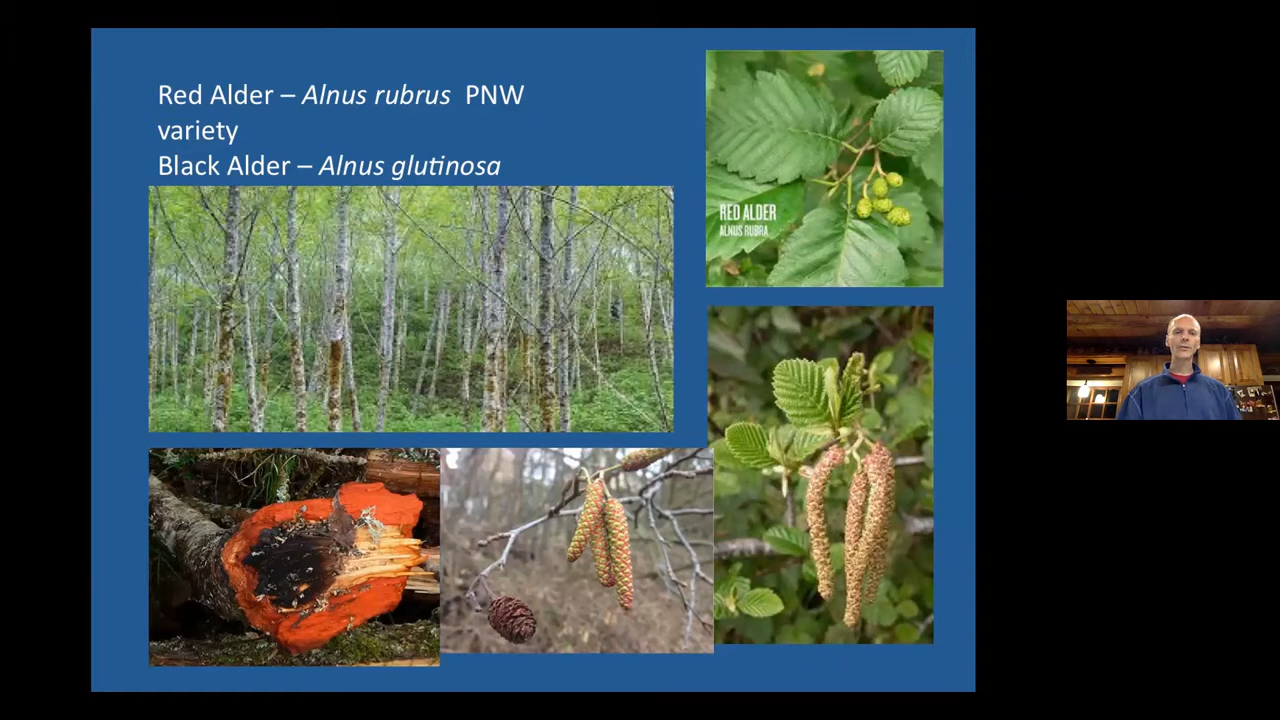 Red Alder – Alnus rubrus PNW
variety
Black Alder – Alnus glutinosa
RED ALDER
ALNUS RUBRA